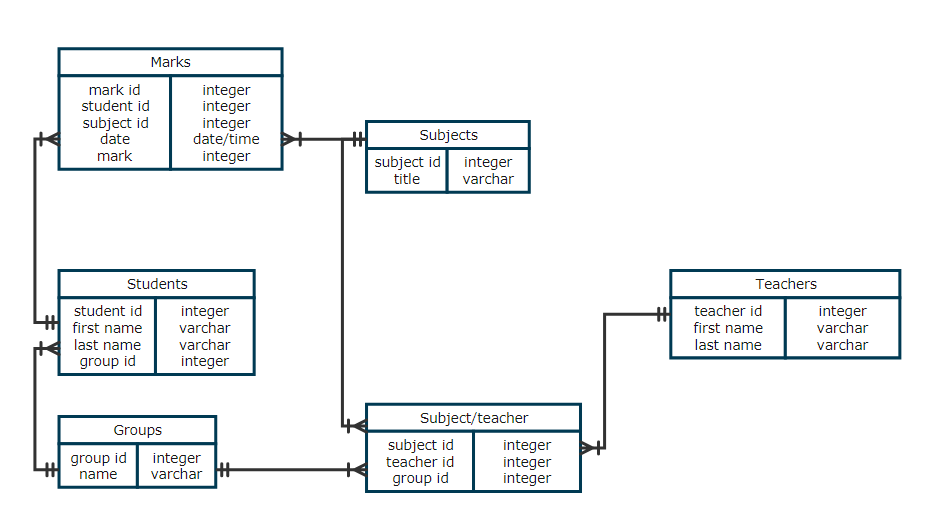 Marks
mark id integer
student id integer
subject id integer
date date/time
mark integer
Subjects
subject id integer
title varchar
Students
student id integer
first name varchar
last name varchar
group id integer
Teachers
teacher id integer
first name varchar
last name varchar
Groups
group id integer
name varchar
Subject/teacher
subject id integer
teacher id integer
group id integer